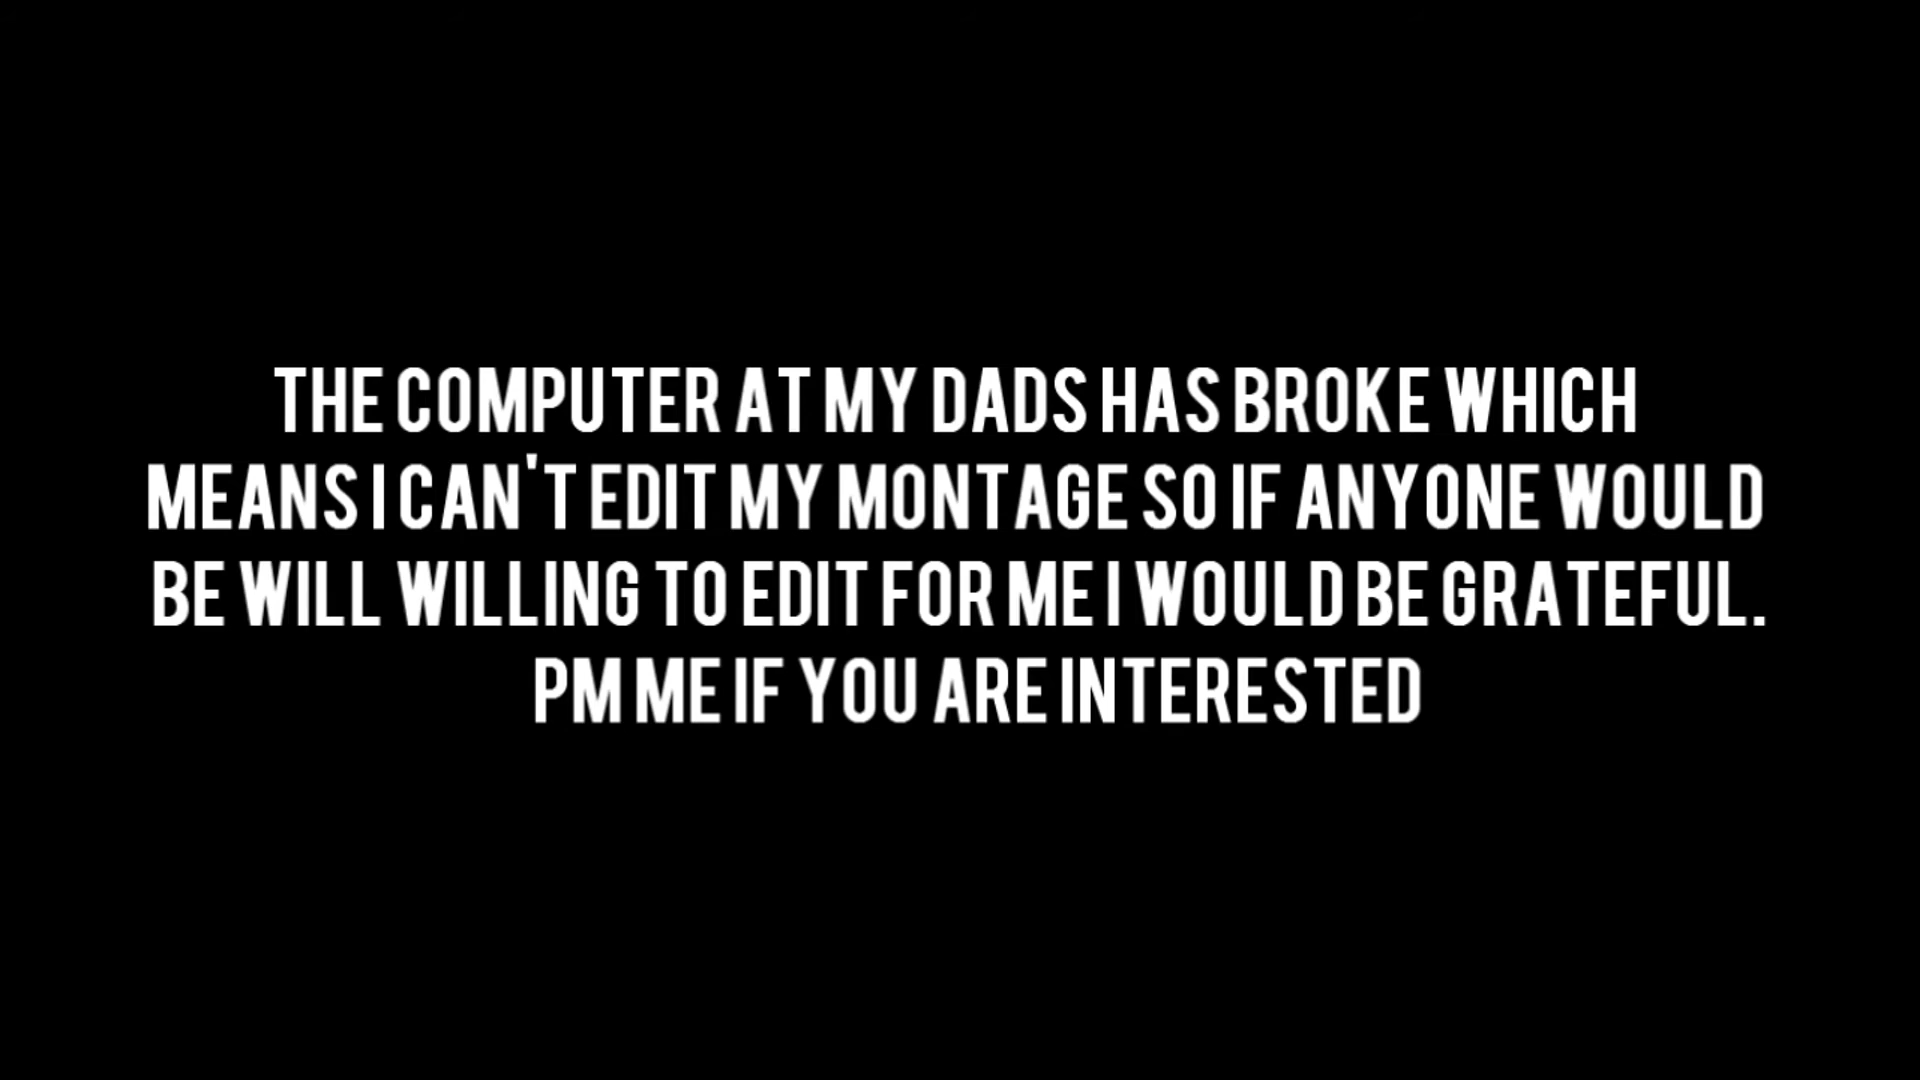 THE COMPUTER AT MY DADS HAS BROKE WHICH
MEANS I CAN'T EDIT MY MONTAGE SO IF ANYONE WOULD
BE WILL WILLING TO EDIT FOR ME I WOULD BE GRATEFUL.
PM ME IF YOU ARE INTERESTED